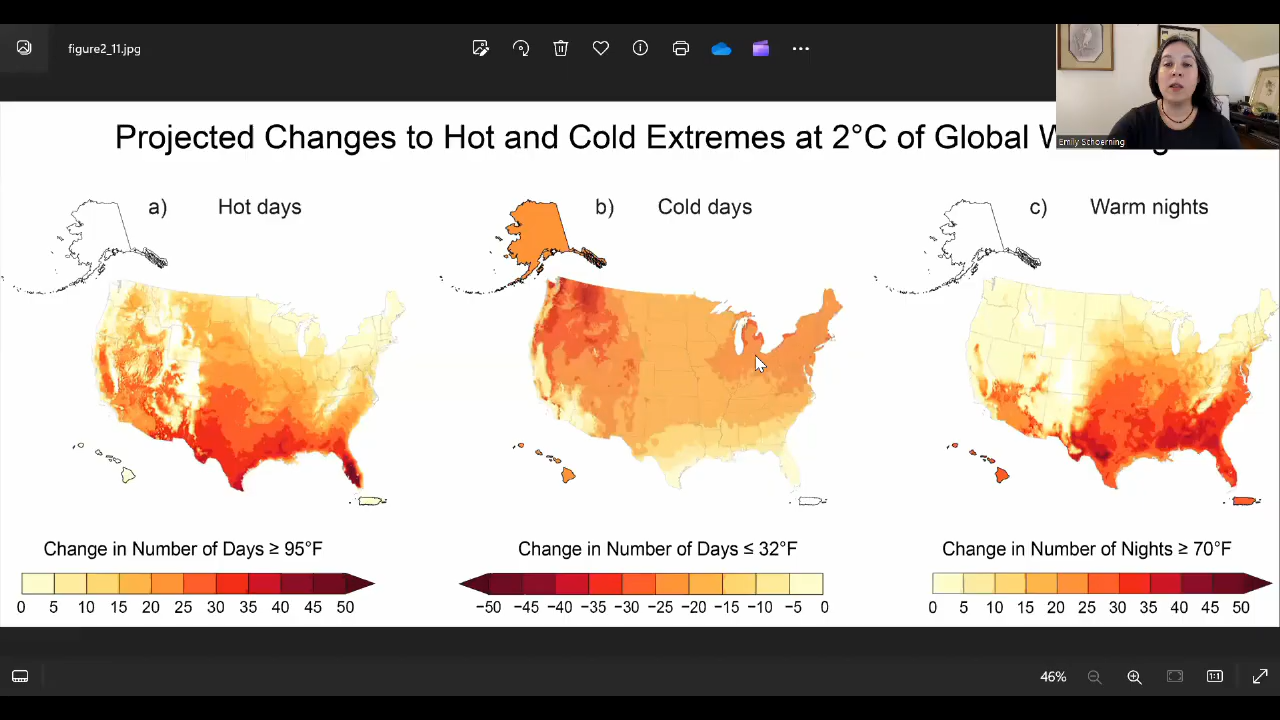 figure2_11.jpg
Emily Schoerning
Projected Changes to Hot and Cold Extremes at 2°C of Global
a) Hot days
b) Cold days
c) Warm nights
Change in Number of Days ≥ 95°F
0 5 10 15 20 25 30 35 40 45 50
Change in Number of Days ≤ 32°F
−50 −45 −40 −35 −30 −25 −20 −15 −10 −5 0
Change in Number of Nights ≥ 70°F
0 5 10 15 20 25 30 35 40 45 50
46%
1:1